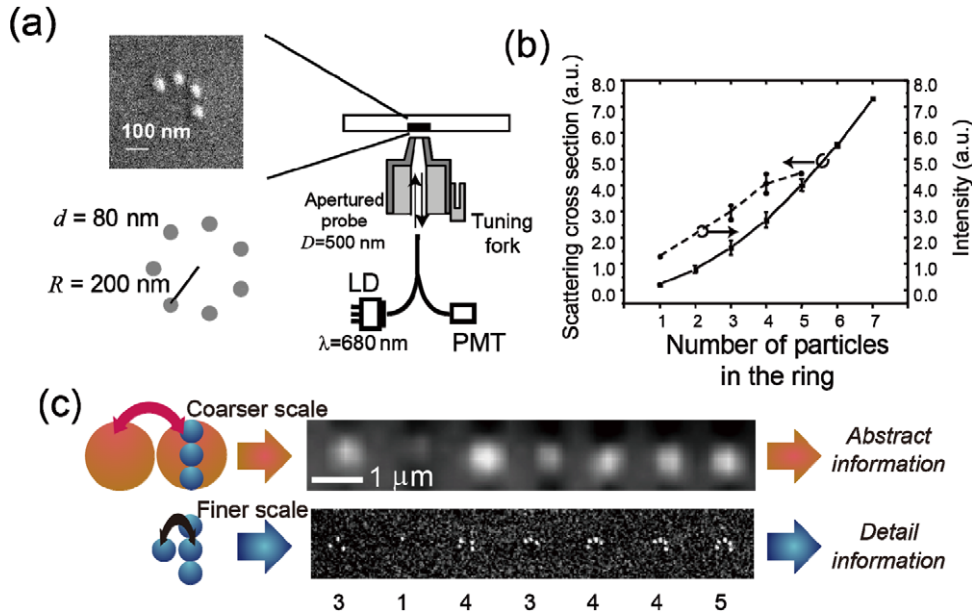 (a)
100 nm
d = 80 nm
R = 200 nm
Apertured
probe
D=500 nm
Tuning
fork
LD
λ=680 nm
PMT
(b)
Scattering cross section (a.u.)
8.0
7.0
6.0
5.0
4.0
3.0
2.0
1.0
0.0
8.0
7.0
6.0
5.0
4.0
3.0
2.0
1.0
0.0
Intensity (a.u.)
1 2 3 4 5 6 7
Number of particles
in the ring
(c)
Coarser scale
1 μm
Abstract
information
Finer scale
Detail
information
3 1 4 3 4 4 5